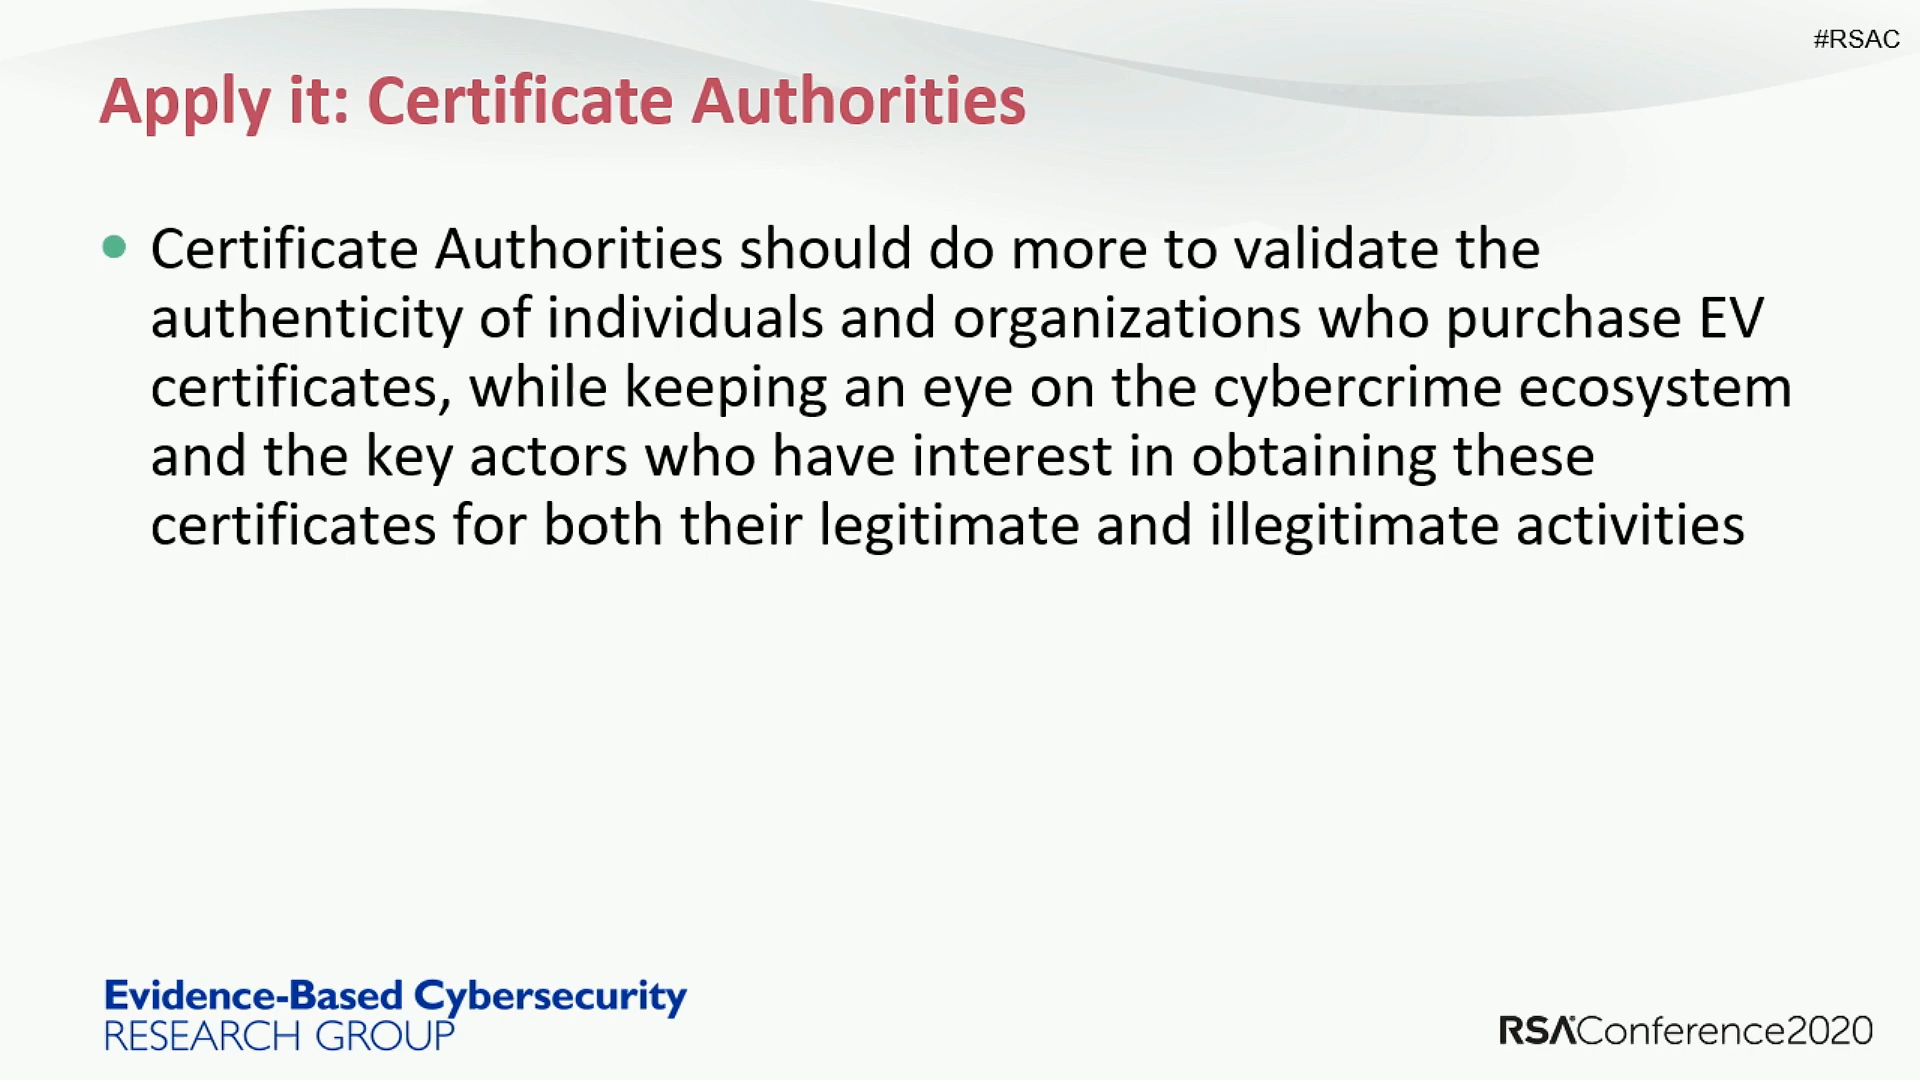 #RSAC
Apply it: Certificate Authorities
• Certificate Authorities should do more to validate the
authenticity of individuals and organizations who purchase EV
certificates, while keeping an eye on the cybercrime ecosystem
and the key actors who have interest in obtaining these
certificates for both their legitimate and illegitimate activities
Evidence-Based Cybersecurity
RESEARCH GROUP
RSAConference2020